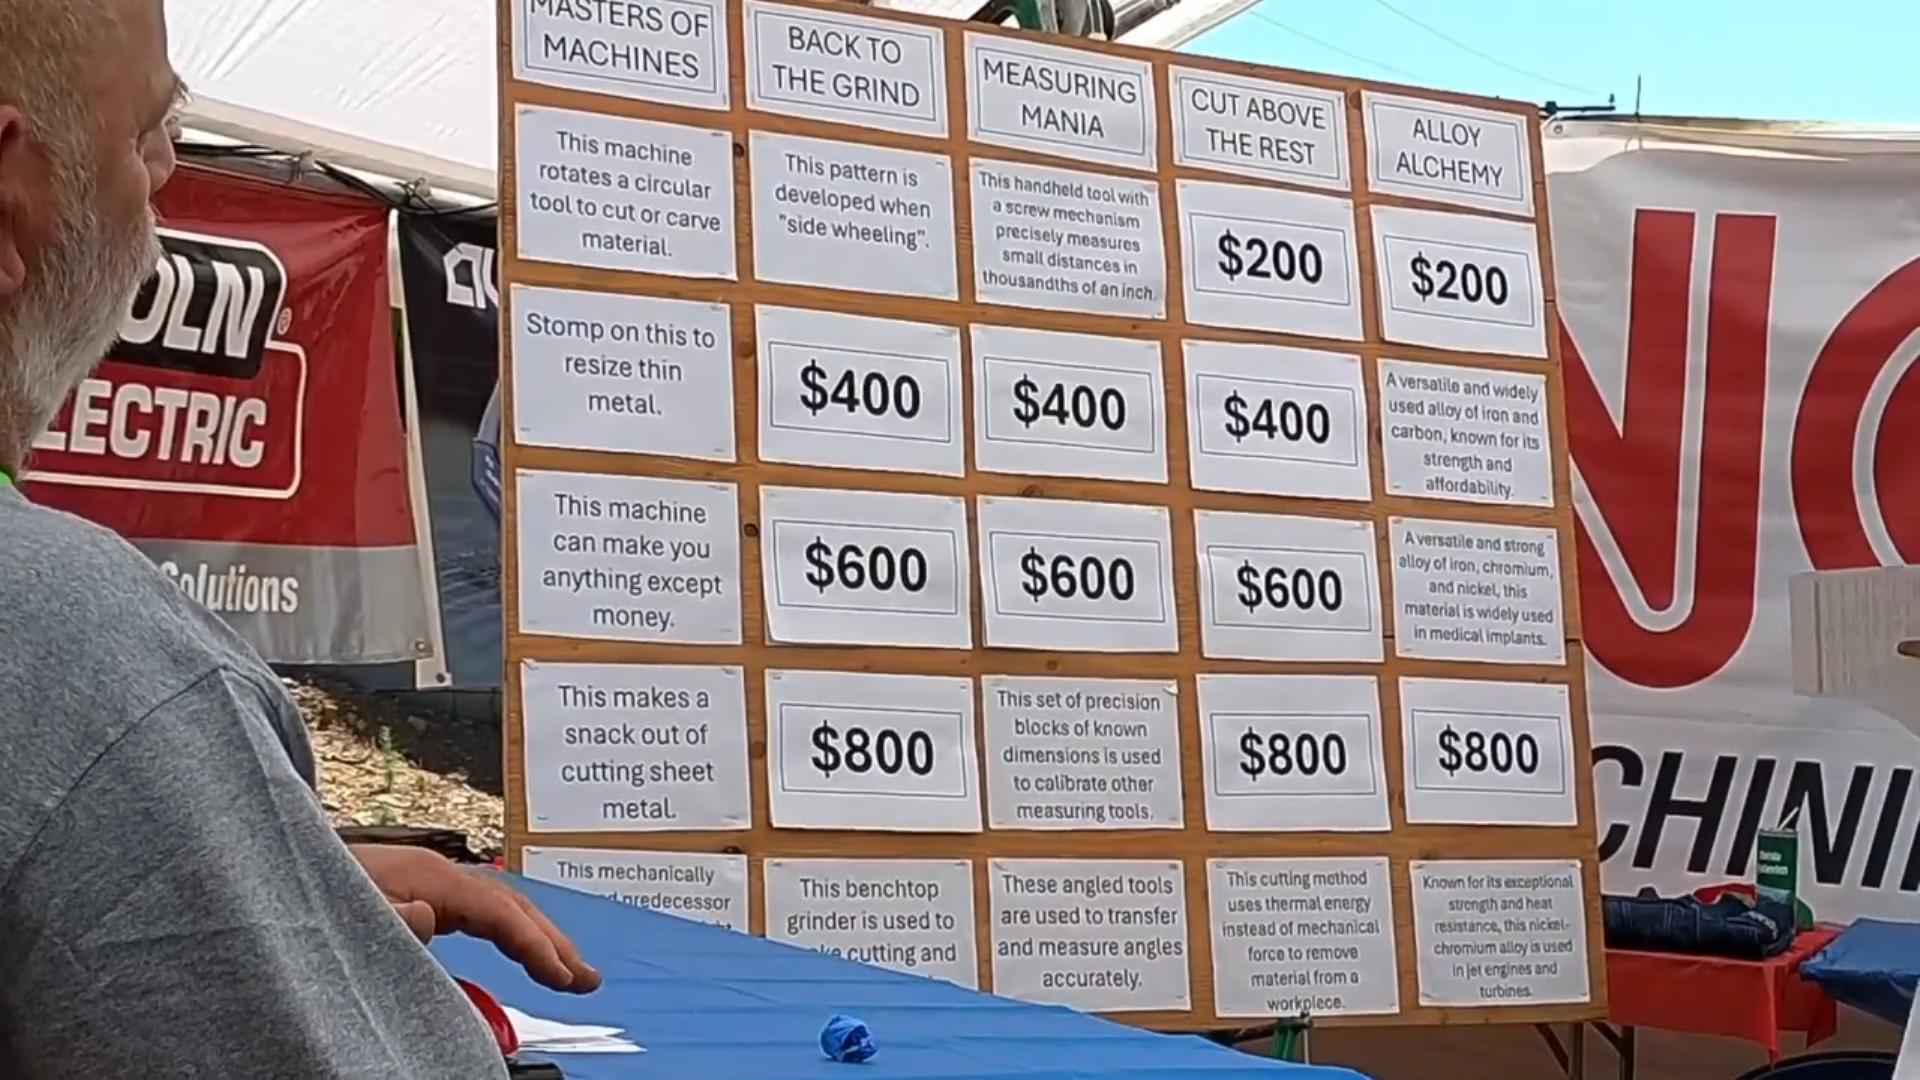 MASTERS OF
MACHINES
BACK TO
THE GRIND
MEASURING
MANIA
CUT ABOVE
THE REST
ALLOY
ALCHEMY
This machine
rotates a circular
tool to cut or carve
material.
This pattern is
developed when
"side wheeling".
This handheld tool with
a screw mechanism
precisely measures
small distances in
thousandths of an inch.
$200
$200
Stomp on this to
resize thin
metal.
$400
$400
$400
A versatile and widely
used alloy of iron and
carbon, known for its
strength and
affordability.
This machine
can make you
anything except
money.
$600
$600
$600
A versatile and strong
alloy of iron, chromium,
and nickel, this
material is widely used
in medical implants.
This makes a
snack out of
cutting sheet
metal.
$800
This set of precision
blocks of known
dimensions is used
to calibrate other
measuring tools.
$800
$800
This mechanically
predecessor
This benchtop
grinder is used to
cutting and
These angled tools
are used to transfer
and measure angles
accurately.
This cutting method
uses thermal energy
instead of mechanical
force to remove
material from a
workpiece.
Known for its exceptional
strength and heat
resistance, this nickel-
chromium alloy is used
in jet engines and
turbines.
OLN
ELECTRIC
Solutions
CHINI